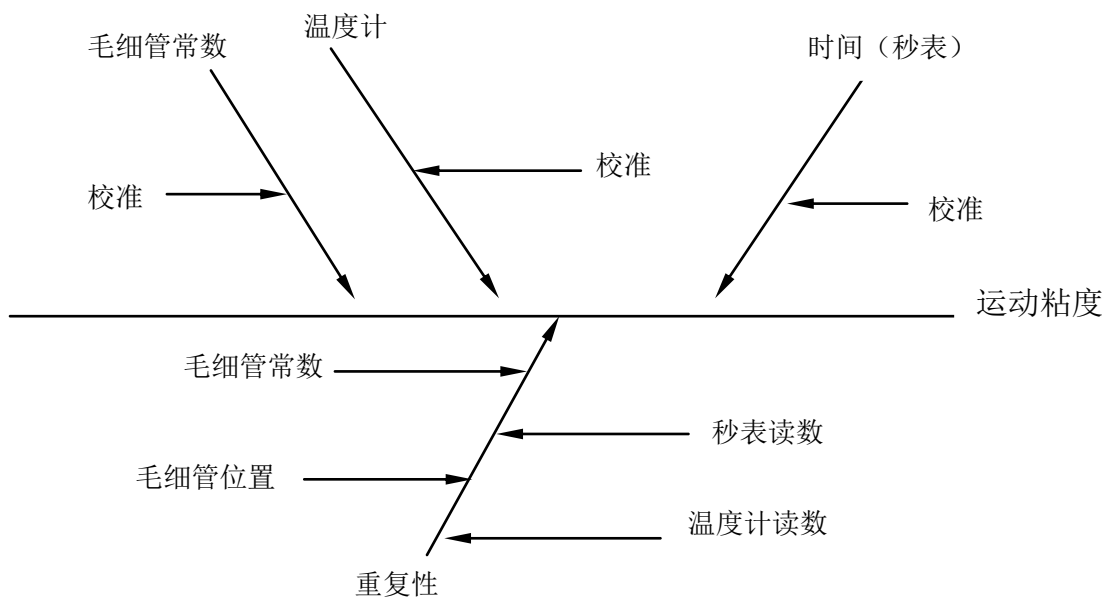 温度计
毛细管常数
时间（秒表）
校准
校准
校准
运动粘度
毛细管常数
秒表读数
毛细管位置
温度计读数
重复性